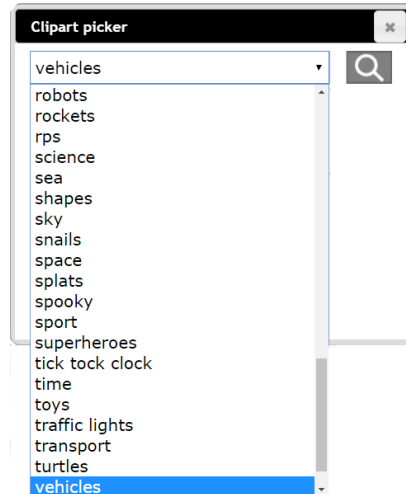 Clipart picker
vehicles
robots
rockets
rps
science
sea
shapes
sky
snails
space
splats
spooky
sport
superheroes
tick tock clock
time
toys
traffic lights
transport
turtles
vehicles